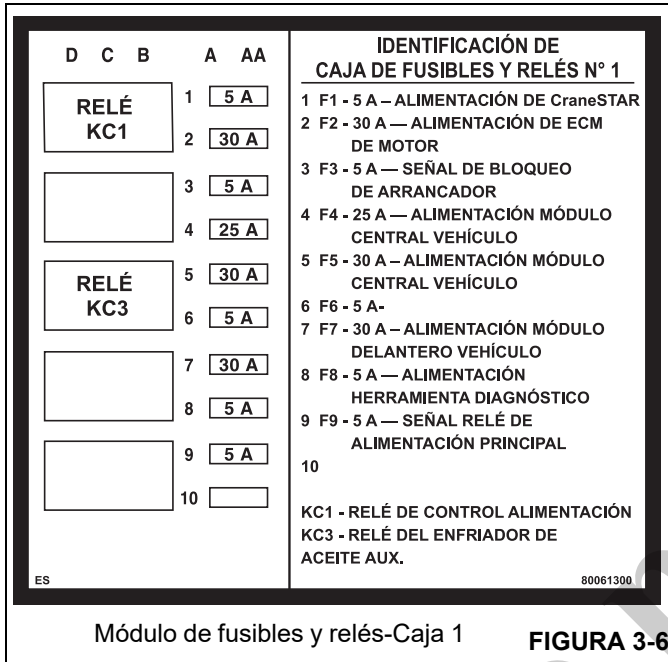 D C B A AA
RELÉ
KC1
1 5 A
2 30 A
3 5 A
4 25 A
RELÉ
KC3
5 30 A
6 5 A
7 30 A
8 5 A
9 5 A
10
ES
IDENTIFICACIÓN DE
CAJA DE FUSIBLES Y RELÉS N° 1
1 F1 - 5 A – ALIMENTACIÓN DE CraneSTAR
2 F2 - 30 A — ALIMENTACIÓN DE ECM
DE MOTOR
3 F3 - 5 A — SEÑAL DE BLOQUEO
DE ARRANCADOR
4 F4 - 25 A — ALIMENTACIÓN MÓDULO
CENTRAL VEHÍCULO
5 F5 - 30 A — ALIMENTACIÓN MÓDULO
CENTRAL VEHÍCULO
6 F6 - 5 A-
7 F7 - 30 A – ALIMENTACIÓN MÓDULO
DELANTERO VEHÍCULO
8 F8 - 5 A — ALIMENTACIÓN
HERRAMIENTA DIAGNÓSTICO
9 F9 - 5 A — SEÑAL RELÉ DE
ALIMENTACIÓN PRINCIPAL
10
KC1 - RELÉ DE CONTROL ALIMENTACIÓN
KC3 - RELÉ DEL ENFRIADOR DE
ACEITE AUX.
80061300
Módulo de fusibles y relés-Caja 1
FIGURA 3-6